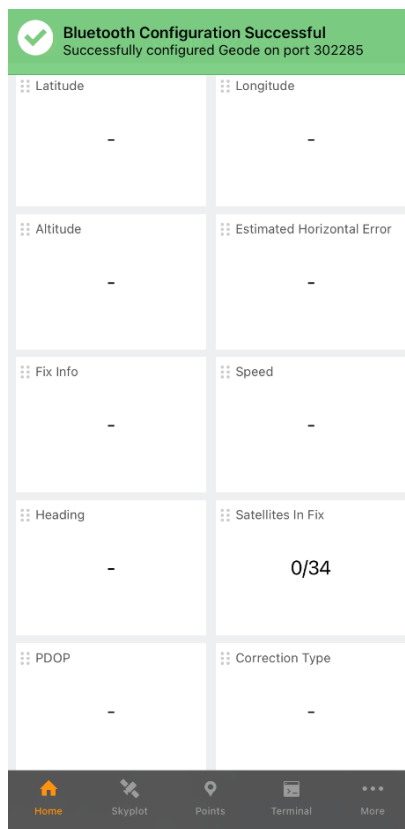 Bluetooth Configuration Successful
Successfully configured Geode on port 302285
Latitude
-
Longitude
-
Altitude
-
Estimated Horizontal Error
-
Fix Info
-
Speed
-
Heading
-
Satellites In Fix
0/34
PDOP
-
Correction Type
-
Home
Skyplot
Points
Terminal
More